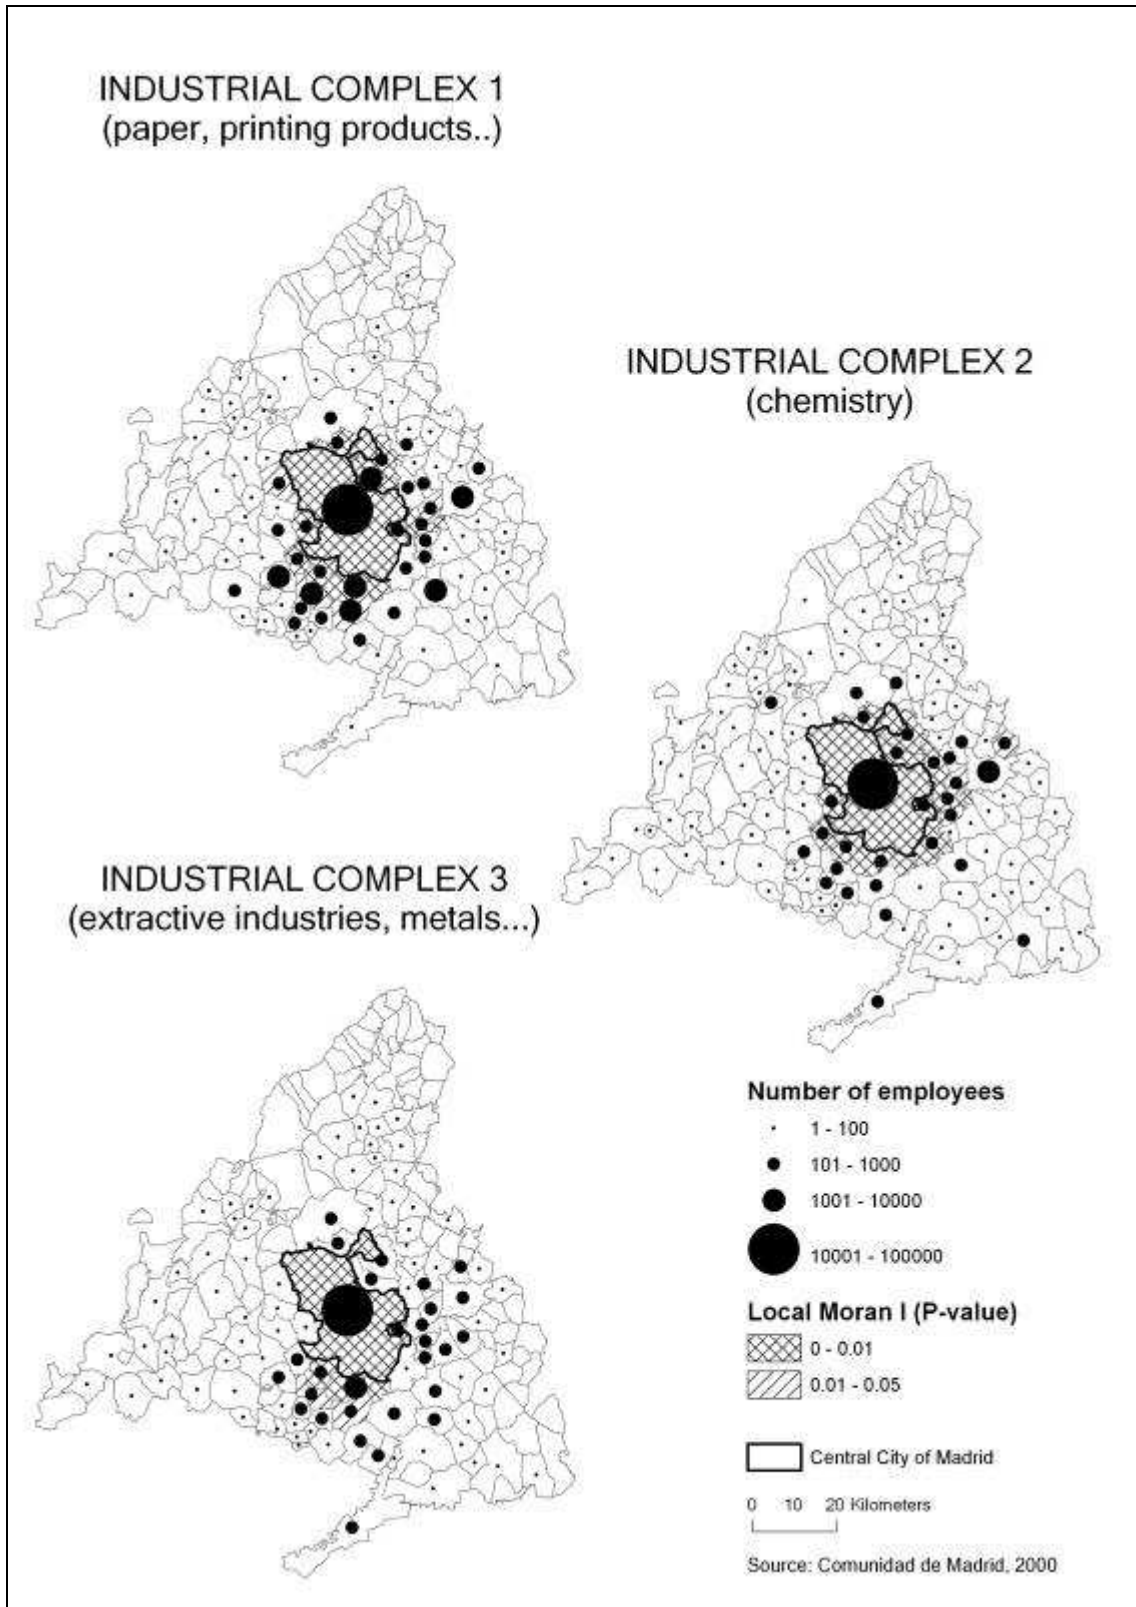 INDUSTRIAL COMPLEX 1
(paper, printing products..)
INDUSTRIAL COMPLEX 2
(chemistry)
INDUSTRIAL COMPLEX 3
(extractive industries, metals...)
Number of employees
1 - 100
101 - 1000
1001 - 10000
10001 - 100000
Local Moran I (P-value)
0 - 0.01
0.01 - 0.05
Central City of Madrid
0 10 20 Kilometers
Source: Comunidad de Madrid, 2000